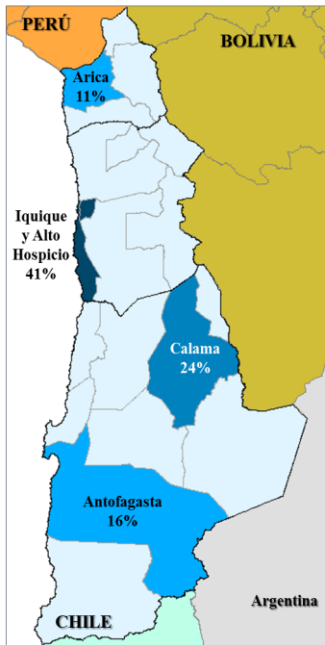 PERÚ
BOLIVIA
Arica
11%
Iquique
y Alto
Hospicio
41%
Calama
24%
Antofagasta
16%
Argentina
CHILE